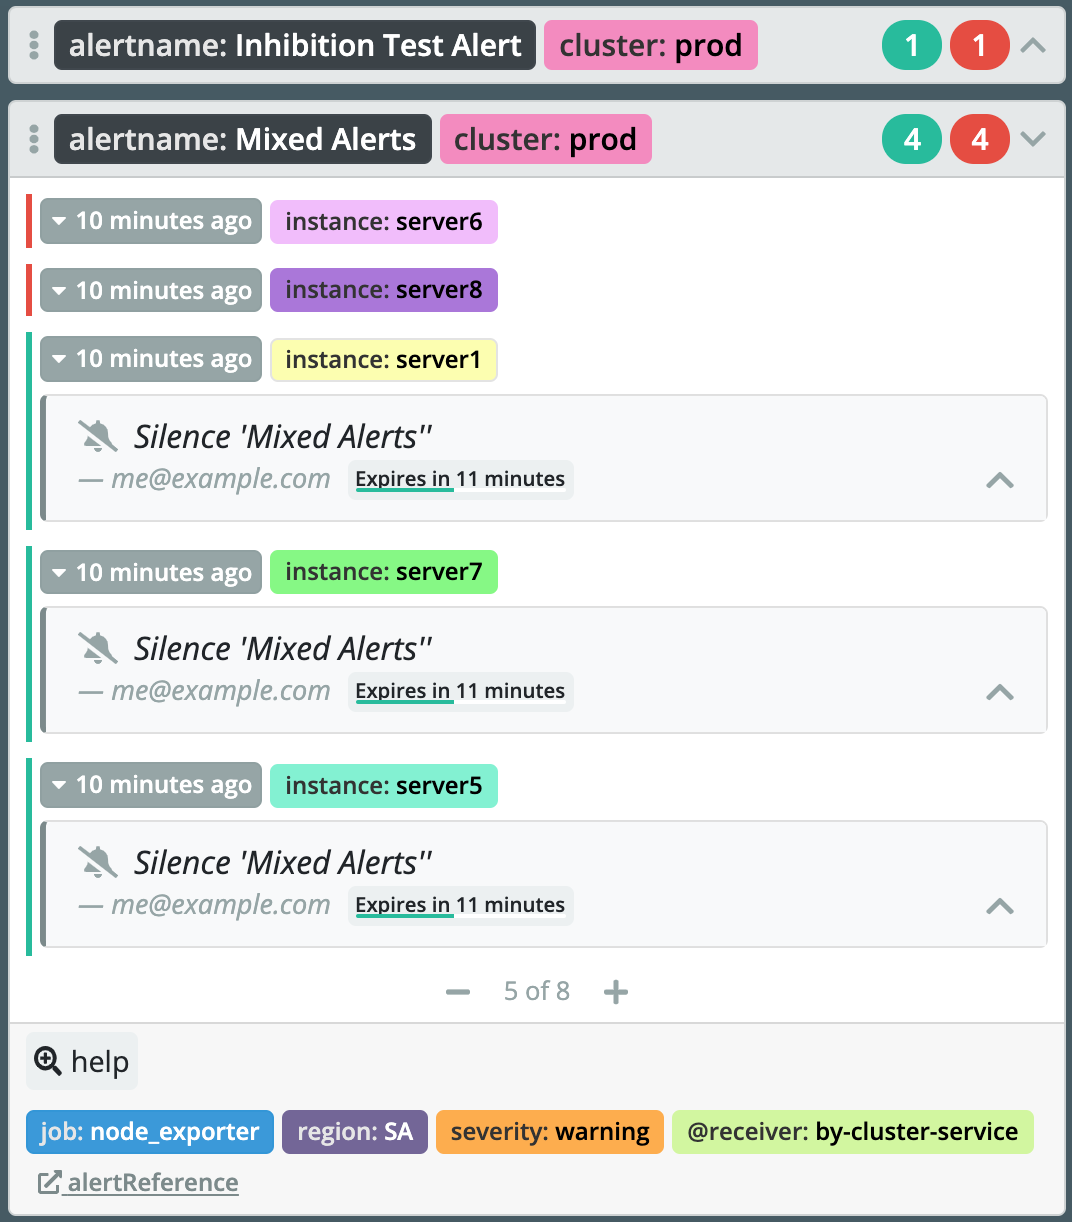 alertname: Inhibition Test Alert cluster: prod 1 1
alertname: Mixed Alerts cluster: prod 4 4
10 minutes ago instance: server6
10 minutes ago instance: server8
10 minutes ago instance: server1
Silence 'Mixed Alerts''
— me@example.com Expires in 11 minutes
10 minutes ago instance: server7
Silence 'Mixed Alerts''
— me@example.com Expires in 11 minutes
10 minutes ago instance: server5
Silence 'Mixed Alerts''
— me@example.com Expires in 11 minutes
5 of 8
help
job: node_exporter region: SA severity: warning @receiver: by-cluster-service
alertReference